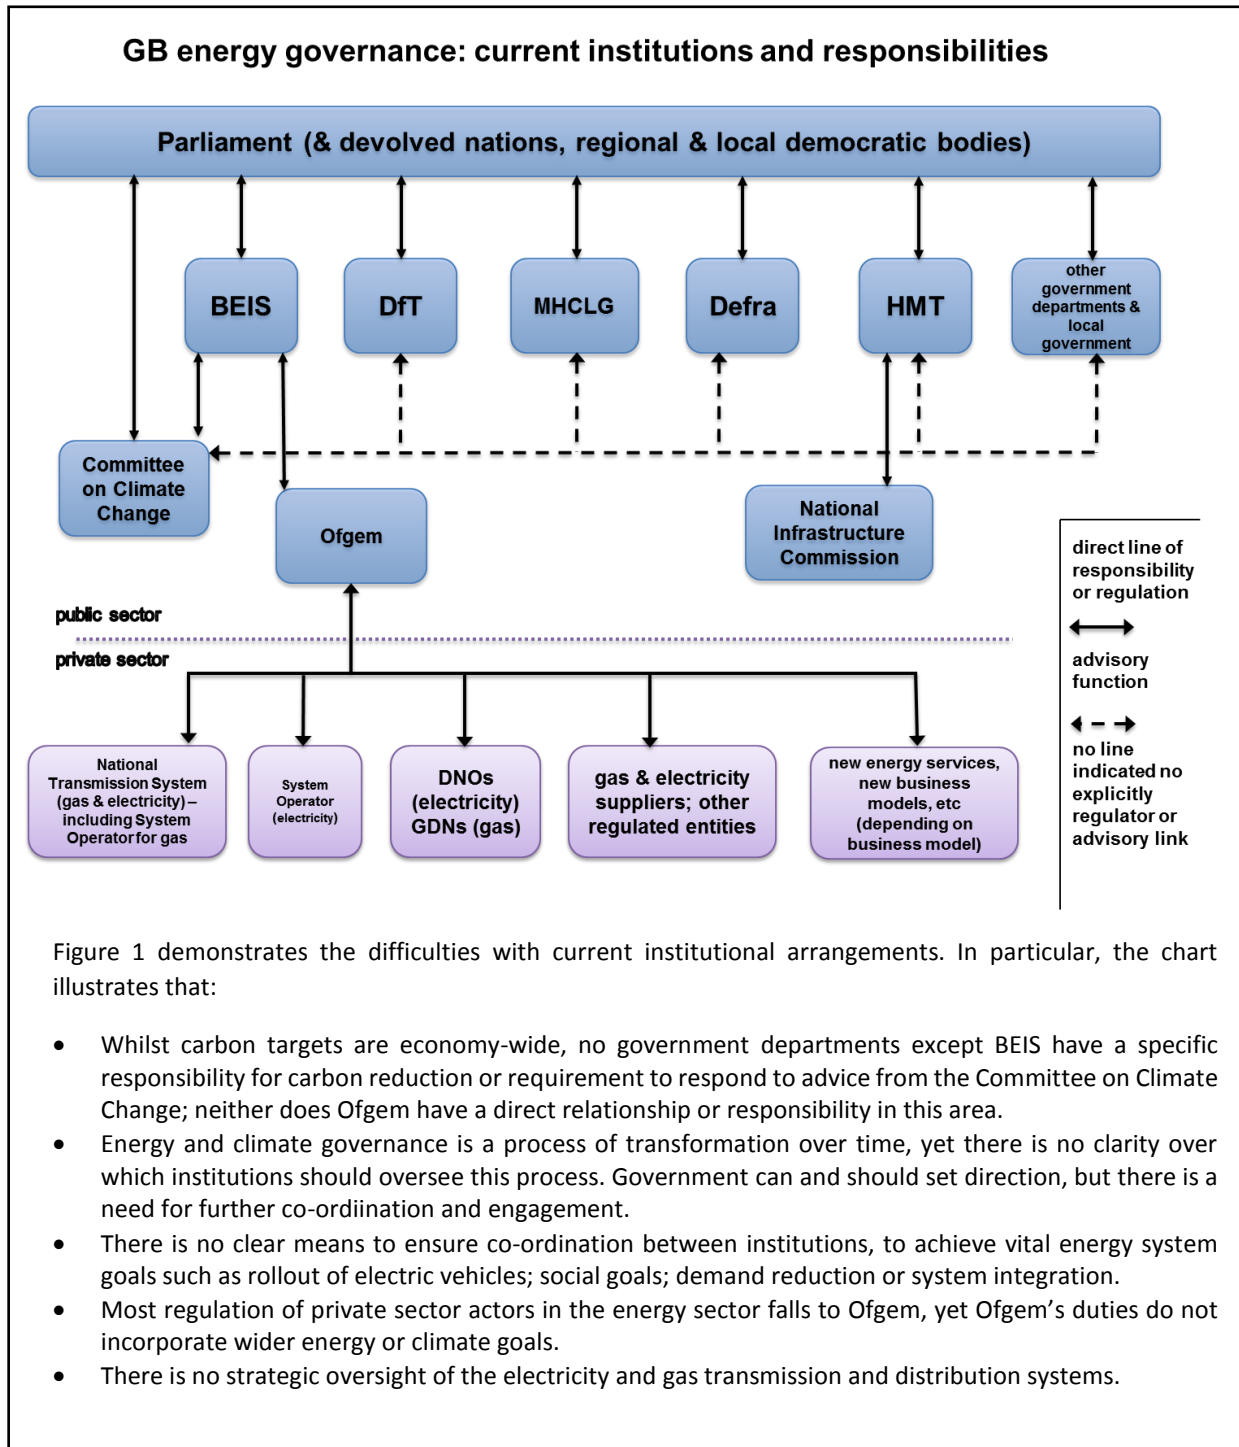 GB energy governance: current institutions and responsibilities
Parliament (& devolved nations, regional & local democratic bodies)
BEIS
DfT
MHCLG
Defra
HMT
other
government
departments &
local
government
Committee
on Climate
Change
Ofgem
National
Infrastructure
Commission
public sector
private sector
National
Transmission System
(gas & electricity) –
including System
Operator for gas
System
Operator
(electricity)
DNOs
(electricity)
GDNs (gas)
gas & electricity
suppliers; other
regulated entities
new energy services,
new business
models, etc
(depending on
business model)
direct line of
responsibility
or regulation
advisory
function
no line
indicated no
explicitly
regulator or
advisory link
Figure 1 demonstrates the difficulties with current institutional arrangements. In particular, the chart
illustrates that:
• Whilst carbon targets are economy-wide, no government departments except BEIS have a specific
responsibility for carbon reduction or requirement to respond to advice from the Committee on Climate
Change; neither does Ofgem have a direct relationship or responsibility in this area.
• Energy and climate governance is a process of transformation over time, yet there is no clarity over
which institutions should oversee this process. Government can and should set direction, but there is a
need for further co-ordiination and engagement.
• There is no clear means to ensure co-ordination between institutions, to achieve vital energy system
goals such as rollout of electric vehicles; social goals; demand reduction or system integration.
• Most regulation of private sector actors in the energy sector falls to Ofgem, yet Ofgem’s duties do not
incorporate wider energy or climate goals.
• There is no strategic oversight of the electricity and gas transmission and distribution systems.